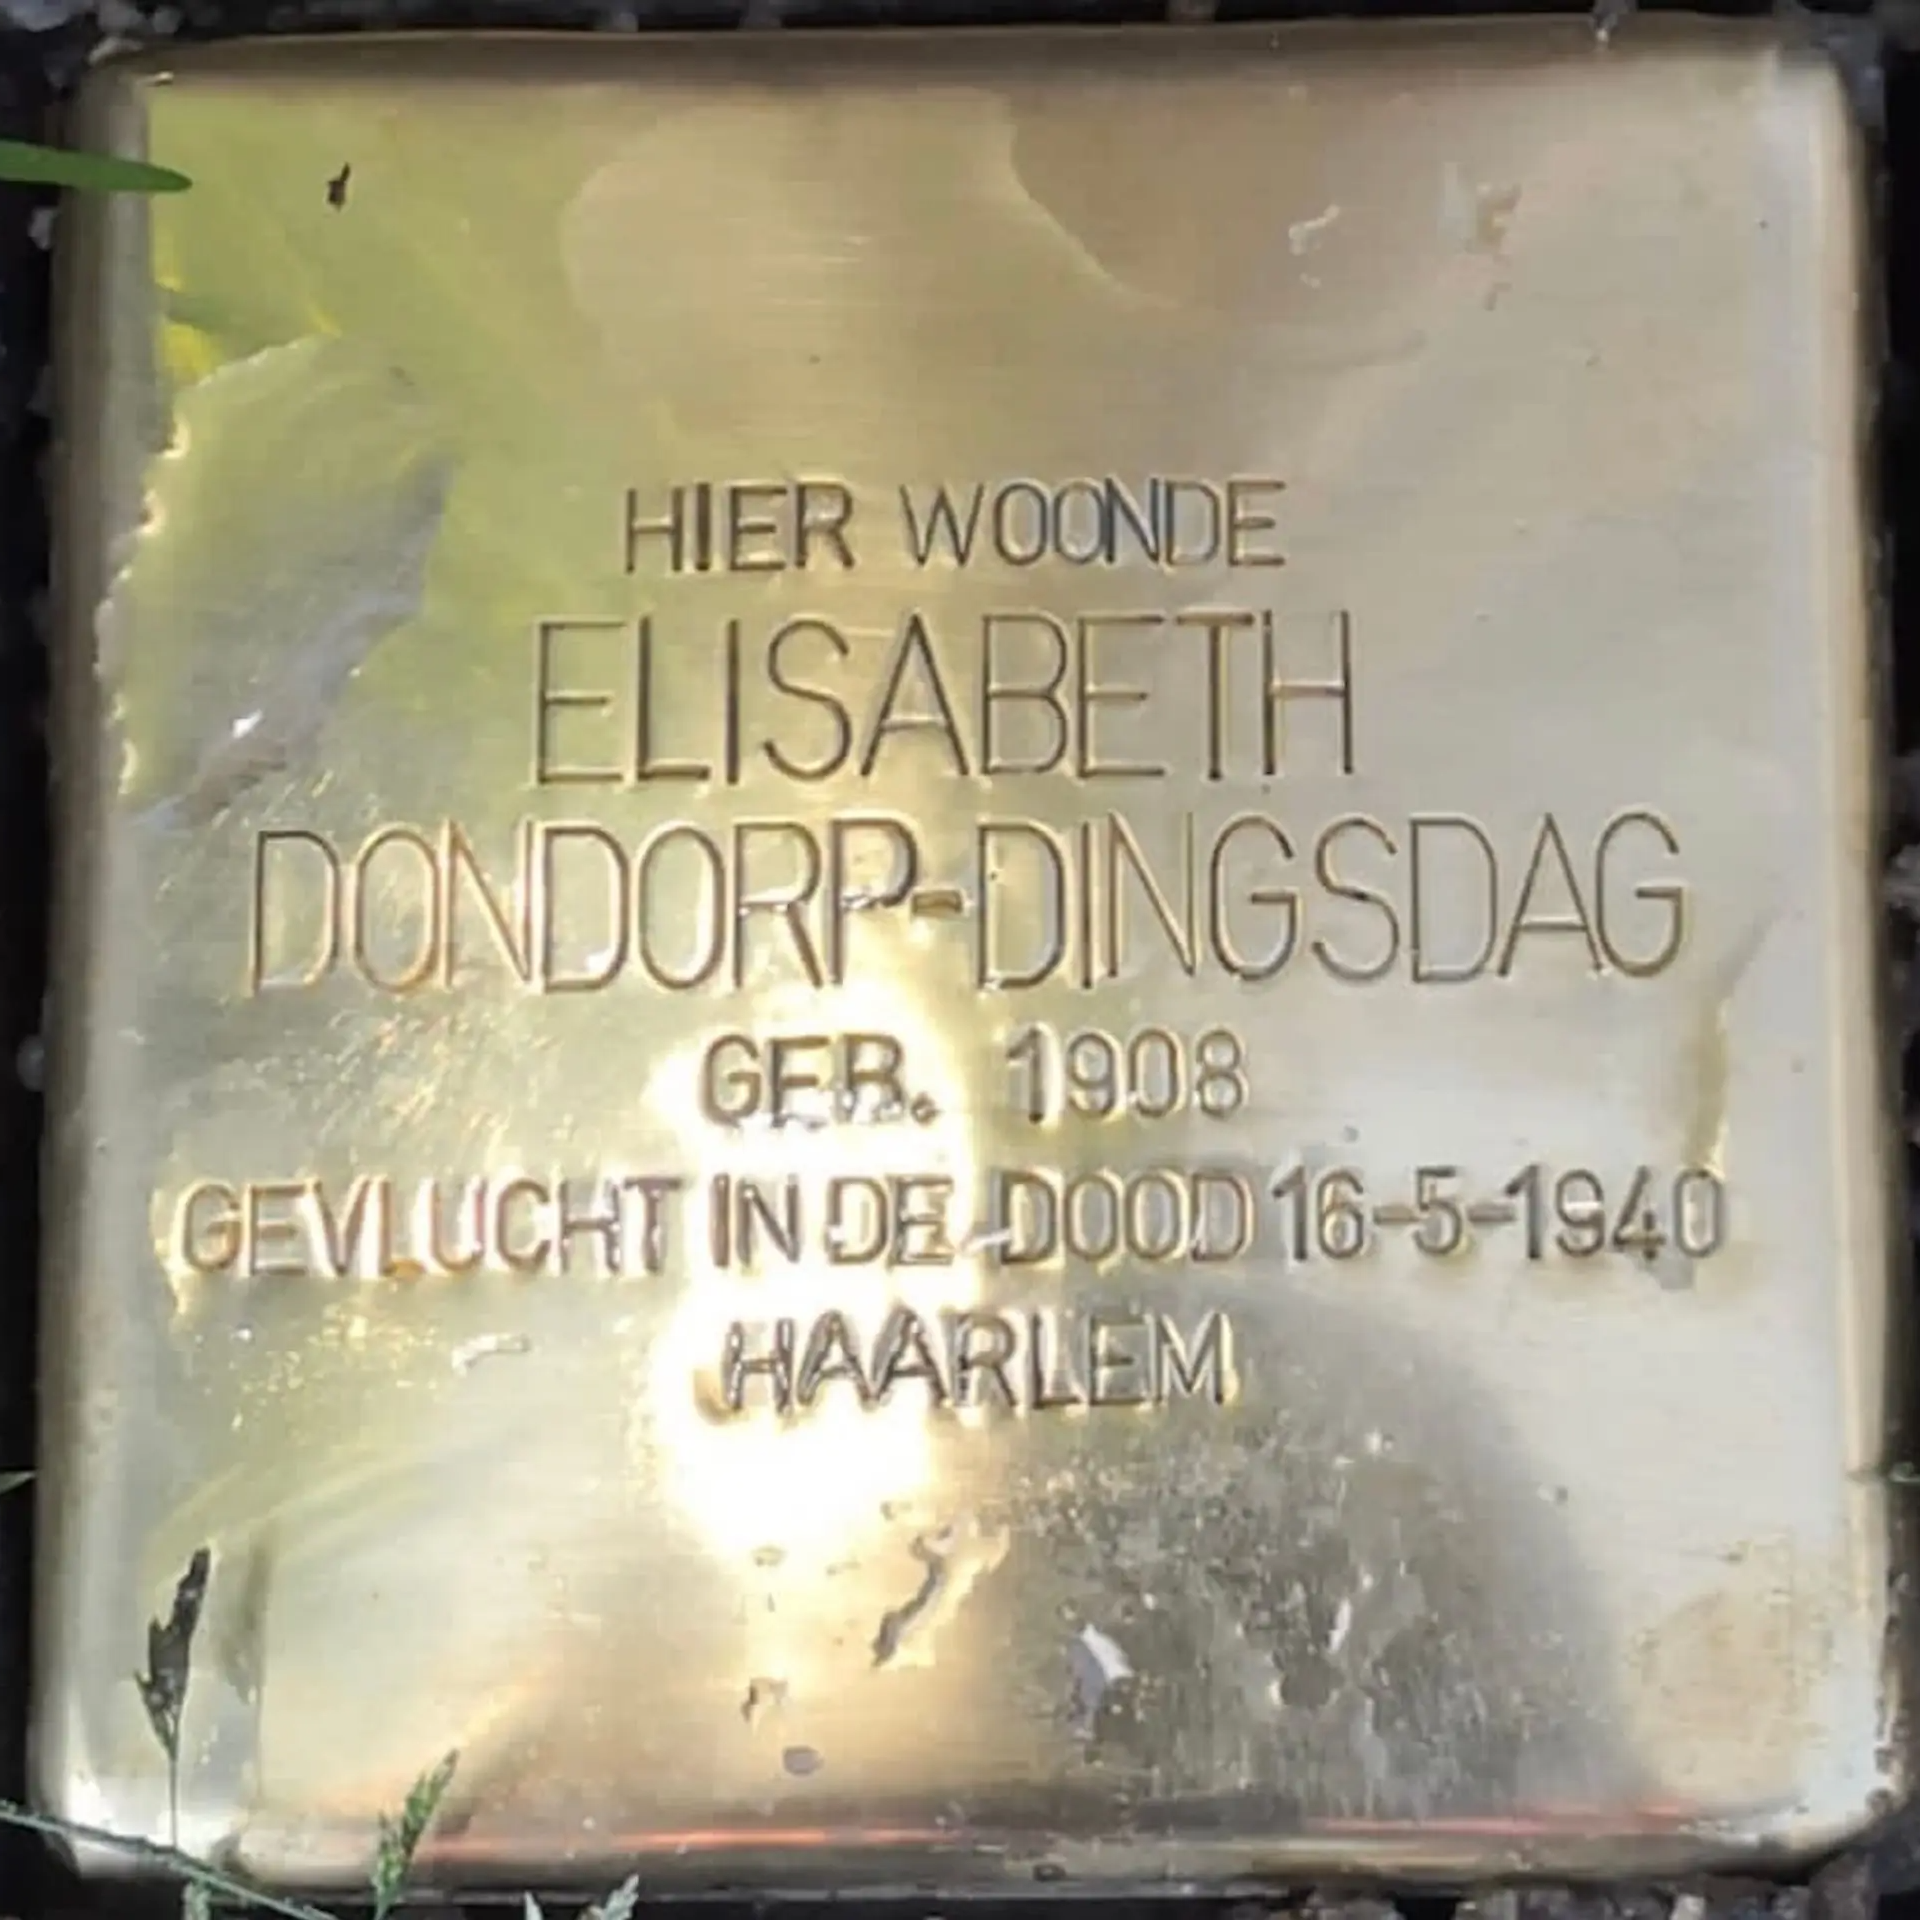 HIER WOONDE
ELISABETH
DONDORP-DINGSDAG
GEB. 1908
GEVLUCHT IN DE DOOD 16-5-1940
HAARLEM